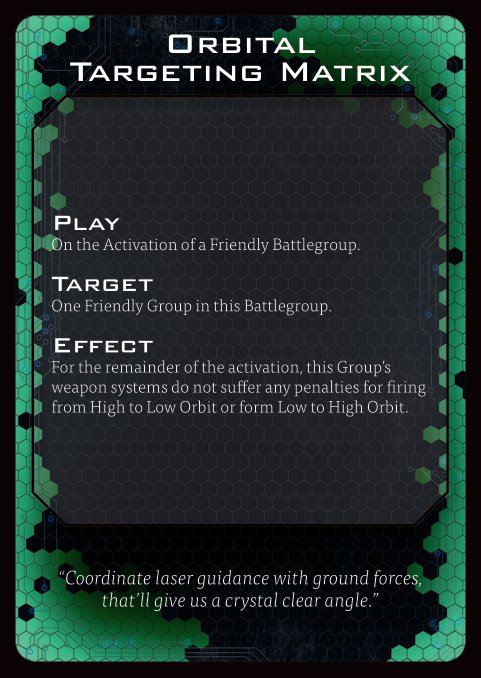 Orbital
Targeting Matrix
Play
On the Activation of a Friendly Battlegroup.
Target
One Friendly Group in this Battlegroup.
Effect
For the remainder of the activation, this Group's
weapon systems do not suffer any penalties for firing
from High to Low Orbit or form Low to High Orbit.
“Coordinate laser guidance with ground forces,
that'll give us a crystal clear angle.”